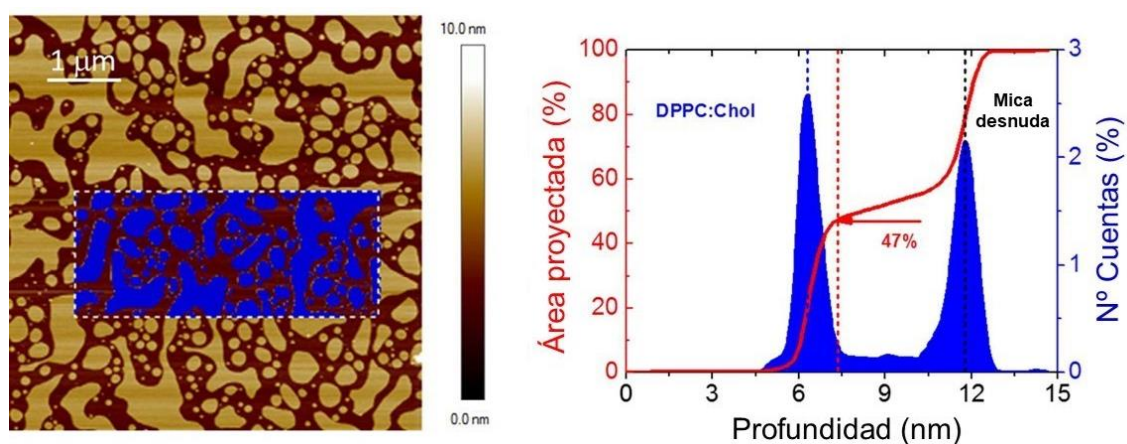 1 µm
10.0 nm
0.0 nm
Área proyectada (%)
100
80
60
40
20
0
DPPC:Chol
Mica
desnuda
47%
3
2
1
0
Nº Cuentas (%)
0 3 6 9 12 15
Profundidad (nm)